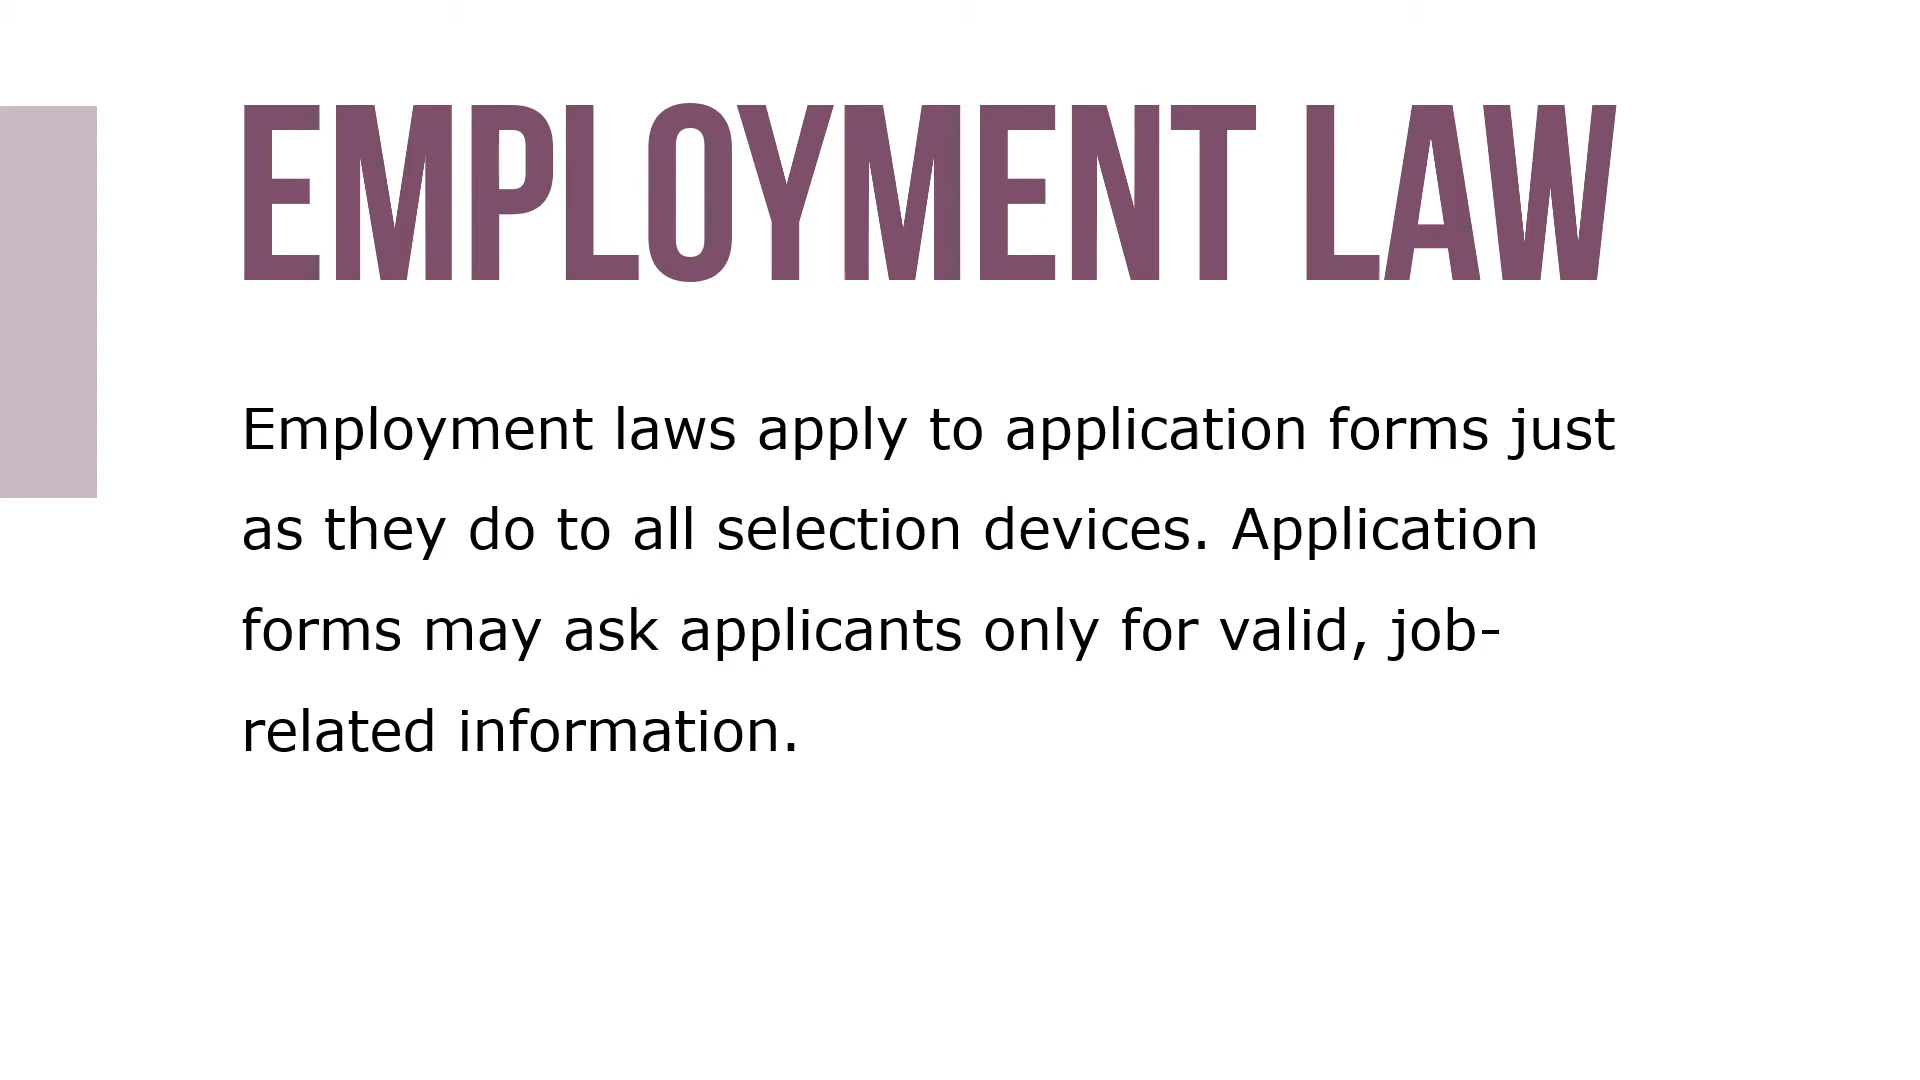 EMPLOYMENT LAW
Employment laws apply to application forms just
as they do to all selection devices. Application
forms may ask applicants only for valid, job-
related information.